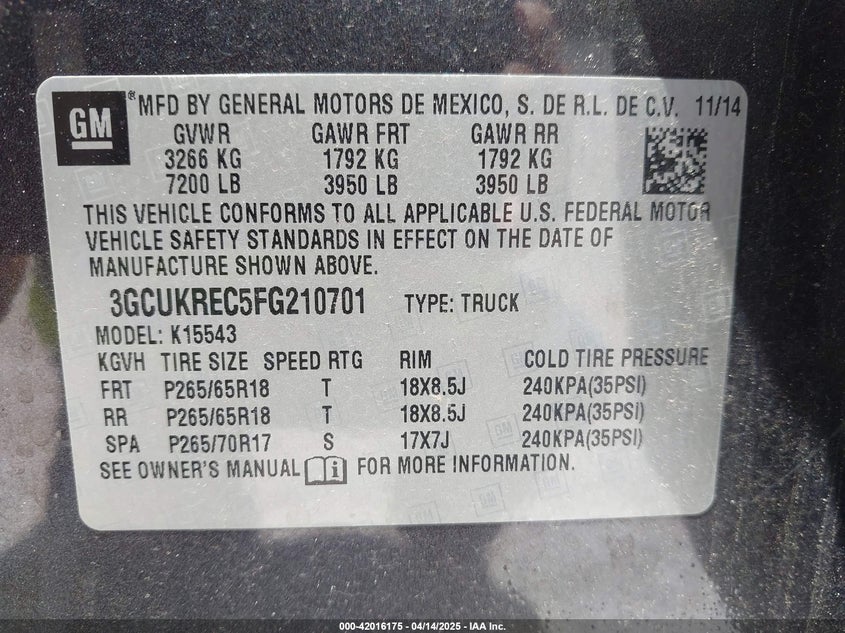 GM
® MFD BY GENERAL MOTORS DE MEXICO, S. DE R.L. DE C.V. 11/14
GVWR GAWR FRT GAWR RR
3266 KG 1792 KG 1792 KG
7200 LB 3950 LB 3950 LB
THIS VEHICLE CONFORMS TO ALL APPLICABLE U.S. FEDERAL MOTOR
VEHICLE SAFETY STANDARDS IN EFFECT ON THE DATE OF
MANUFACTURE SHOWN ABOVE.
3GCUKREC5FG210701 TYPE: TRUCK
MODEL: K15543
KGVH TIRE SIZE SPEED RTG RIM COLD TIRE PRESSURE
FRT P265/65R18 T 18X8.5J 240KPA(35PSI)
RR P265/65R18 T 18X8.5J 240KPA(35PSI)
SPA P265/70R17 S 17X7J 240KPA(35PSI)
SEE OWNER'S MANUAL FOR MORE INFORMATION.
000-42016175 - 04/14/2025 - IAA Inc.